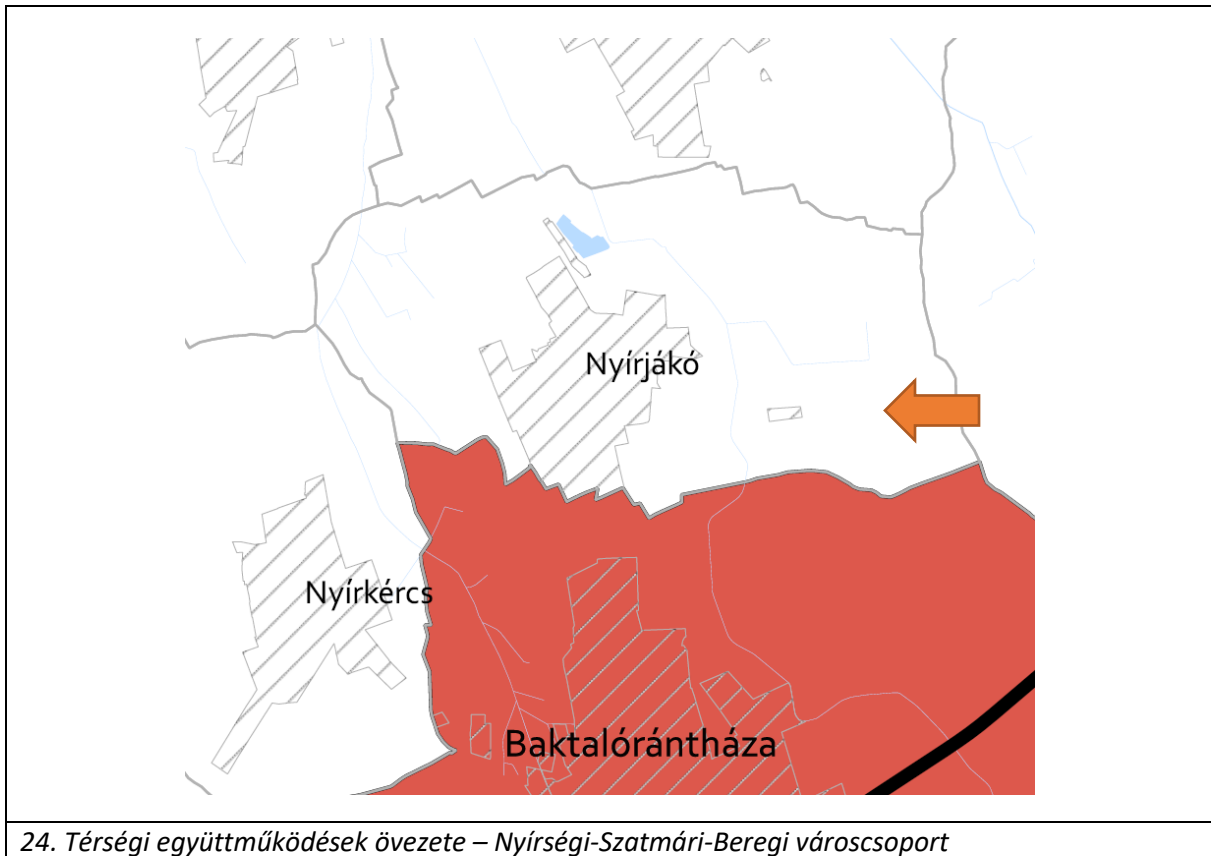 Nyírjákó
Nyírkércs
Baktalórántháza
24. Térségi együttműködések övezete – Nyírségi-Szatmári-Beregi városcsoport